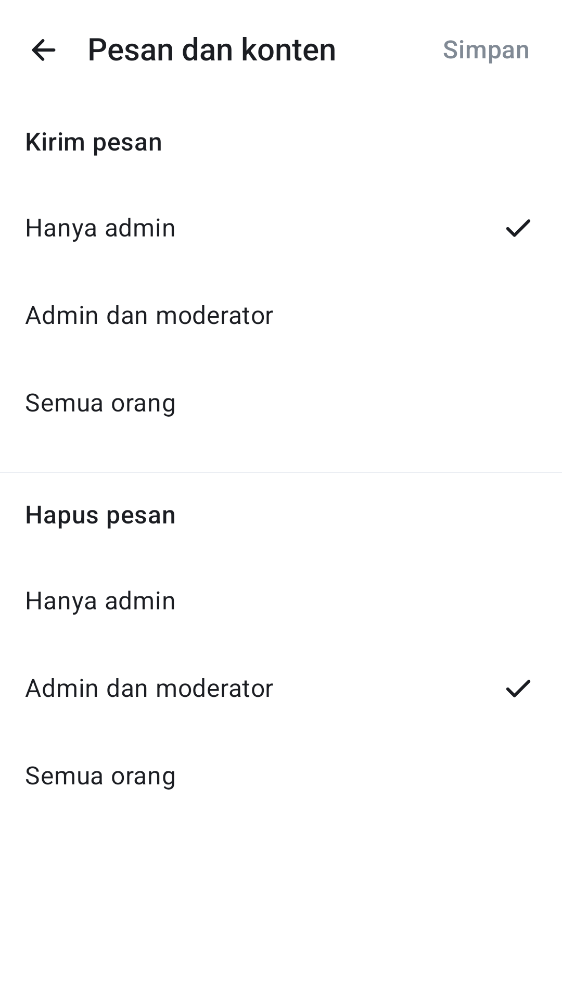 Pesan dan konten
Simpan
Kirim pesan
Hanya admin
Admin dan moderator
Semua orang
Hapus pesan
Hanya admin
Admin dan moderator
Semua orang